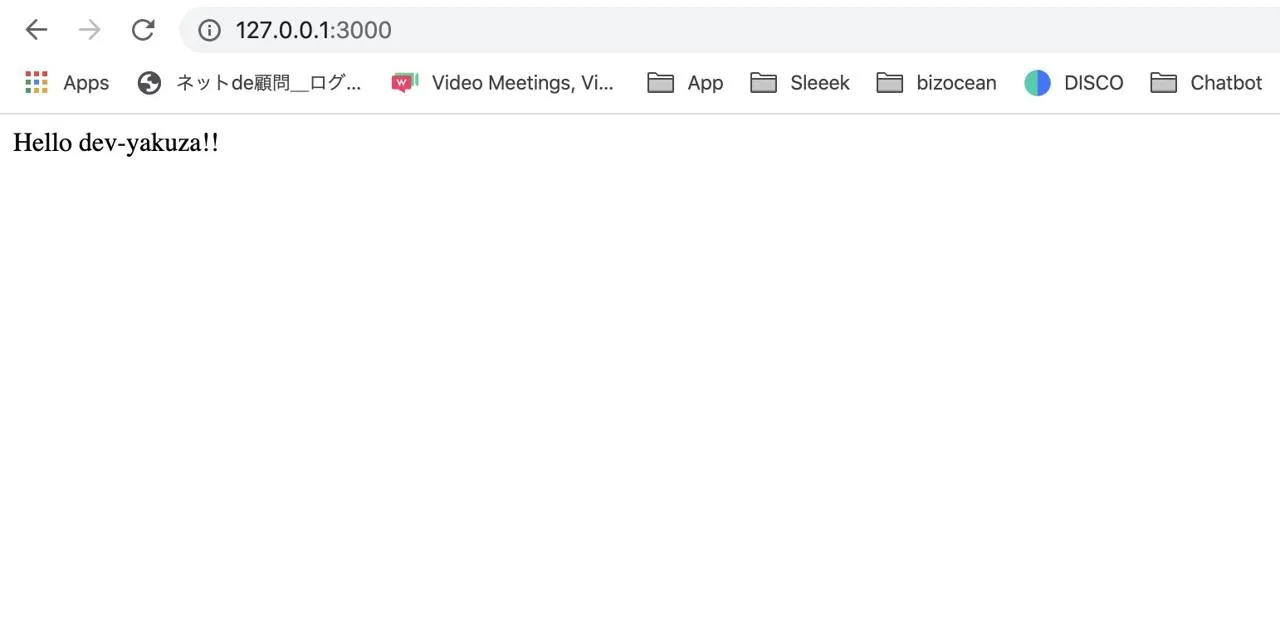 127.0.0.1:3000
Apps ネットde顧問__ログ... Video Meetings, Vi... App Sleeek bizocean DISCO Chatbot
Hello dev-yakuza!!